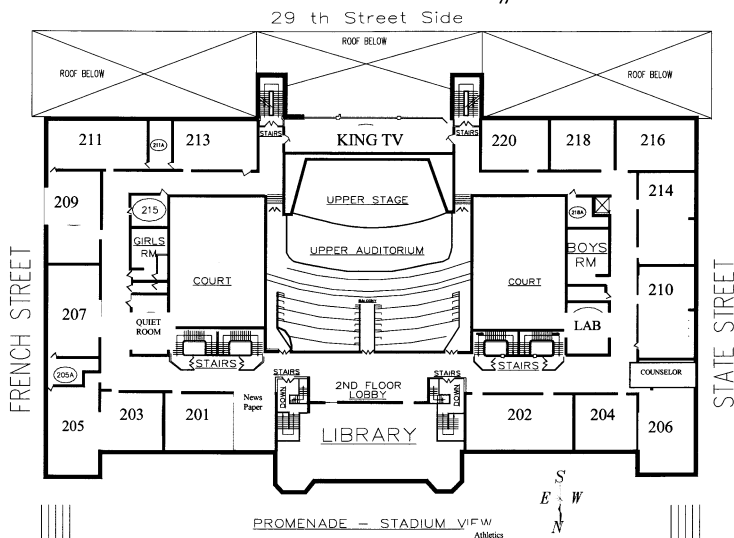 29 th Street Side
ROOF BELOW
ROOF BELOW
ROOF BELOW
211
211A
213
STAIRS
KING TV
STAIRS
220
218
216
209
215
UPPER STAGE
218A
214
GIRLS
RM
UPPER AUDITORIUM
BOYS
RM
COURT
COURT
210
207
QUIET
ROOM
BALCONY
LAB
STAIRS
STAIRS
FRENCH STREET
STATE STREET
205A
STAIRS
2ND FLOOR
LOBBY
STAIRS
COUNSELOR
DOWN
DOWN
205
203
201
News
Paper
LIBRARY
202
204
206
S
E W
N
PROMENADE – STADIUM VIEW
Athletics